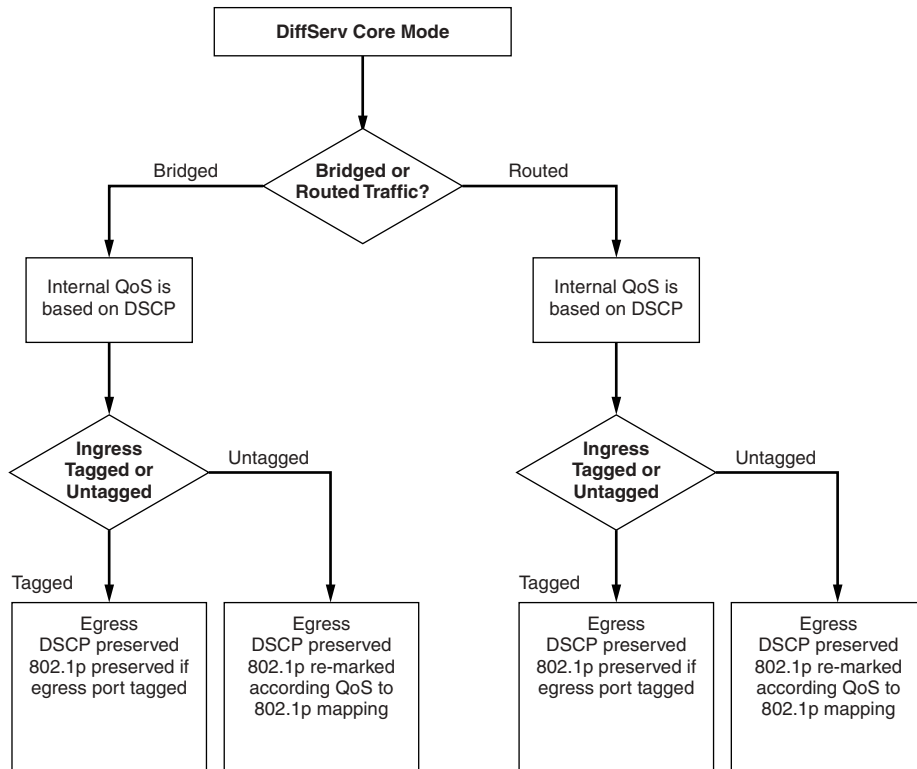 DiffServ Core Mode
Bridged or
Routed Traffic?
Bridged
Routed
Internal QoS is
based on DSCP
Internal QoS is
based on DSCP
Ingress
Tagged or
Untagged
Untagged
Tagged
Ingress
Tagged or
Untagged
Untagged
Tagged
Egress
DSCP preserved
802.1p preserved if
egress port tagged
Egress
DSCP preserved
802.1p re-marked
according QoS to
802.1p mapping
Egress
DSCP preserved
802.1p preserved if
egress port tagged
Egress
DSCP preserved
802.1p re-marked
according QoS to
802.1p mapping